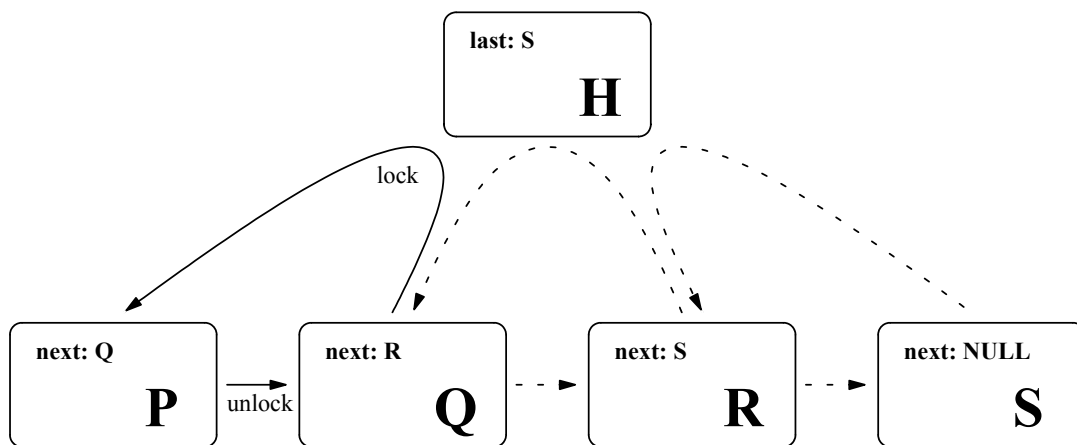 last: S
H
lock
next: Q
P
unlock
next: R
Q
next: S
R
next: NULL
S